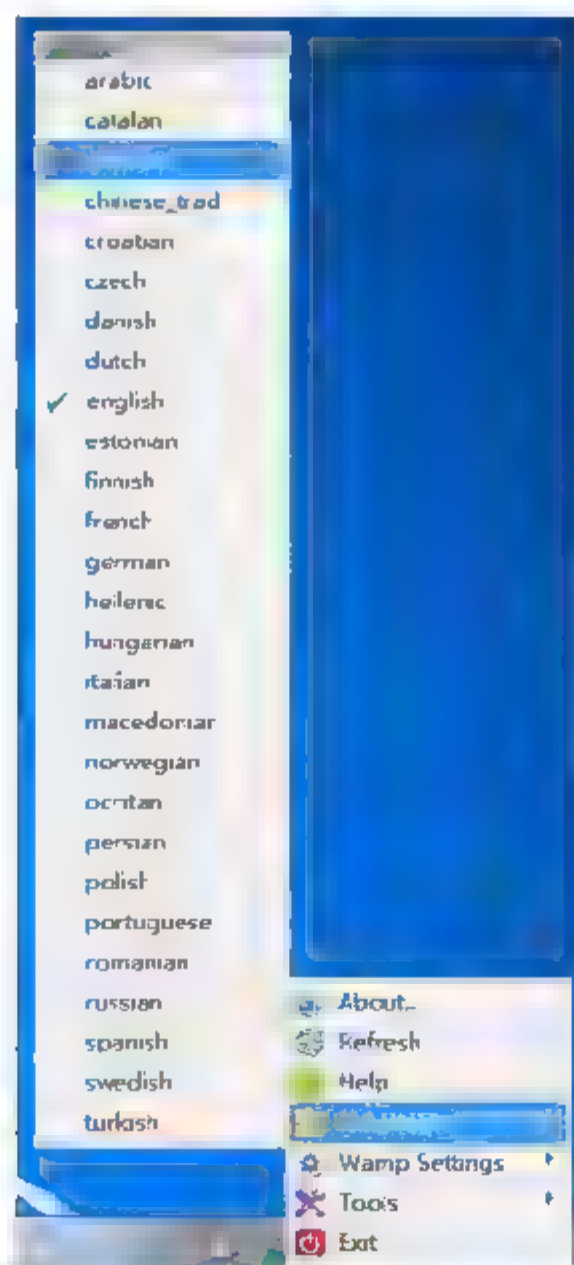 arabic
catalan
chinese_trad
croatian
czech
danish
dutch
english
estonian
finnish
french
german
hellenic
hungarian
italian
macedonian
norwegian
occitan
persian
polish
portuguese
romanian
russian
spanish
swedish
turkish
About...
Refresh
Help
Wamp Settings
Tools
Exit